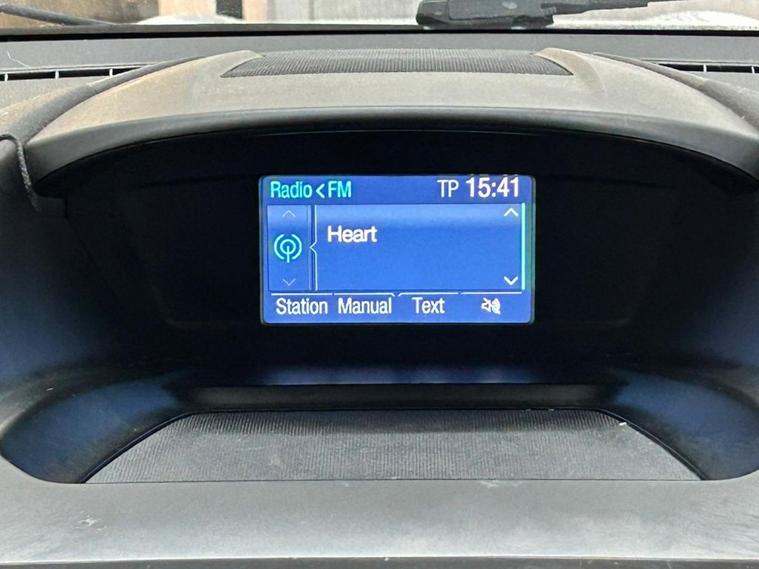 Radio < FM TP 15:41
Heart
Station Manual Text